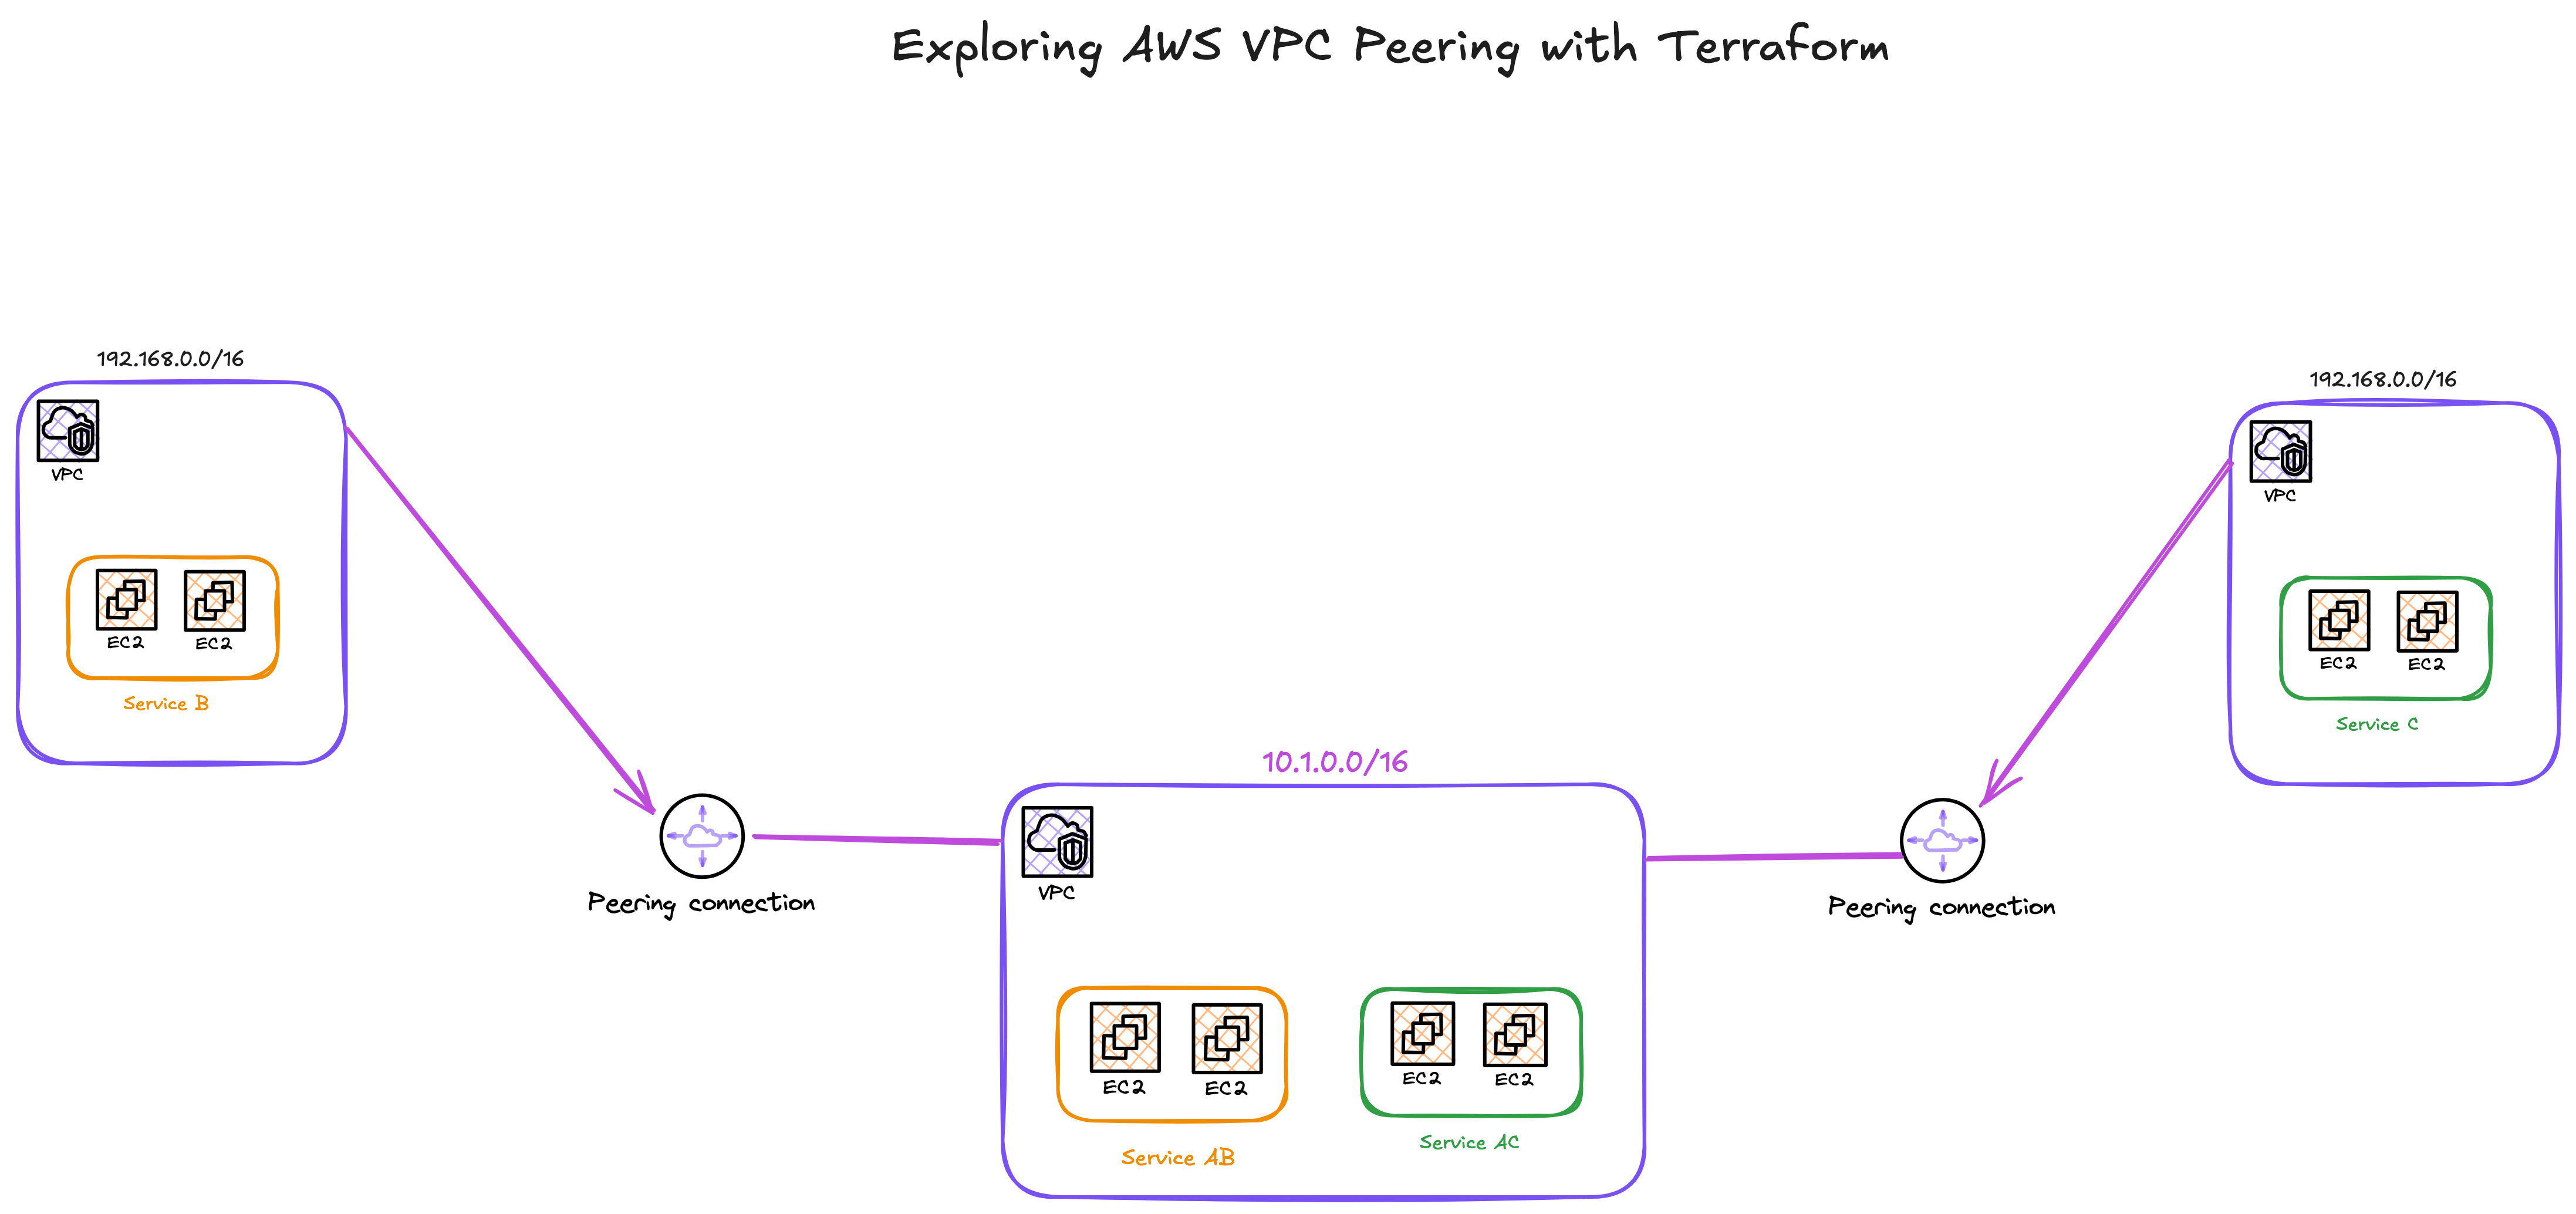 Exploring AWS VPC Peering with Terraform
192.168.0.0/16
VPC
EC2
EC2
Service B
192.168.0.0/16
VPC
EC2
EC2
Service C
Peering connection
10.1.0.0/16
VPC
EC2
EC2
Service AB
EC2
EC2
Service AC
Peering connection